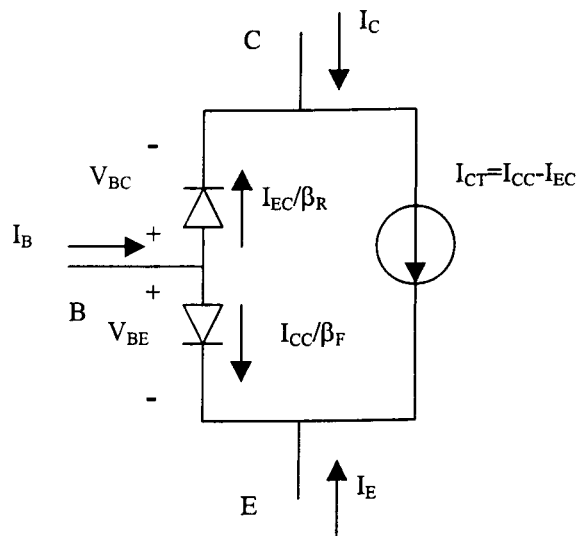 C
I_C
-
V_BC
I_EC/β_R
I_CT=I_CC-I_EC
I_B
+
+
B
V_BE
I_CC/β_F
-
I_E
E